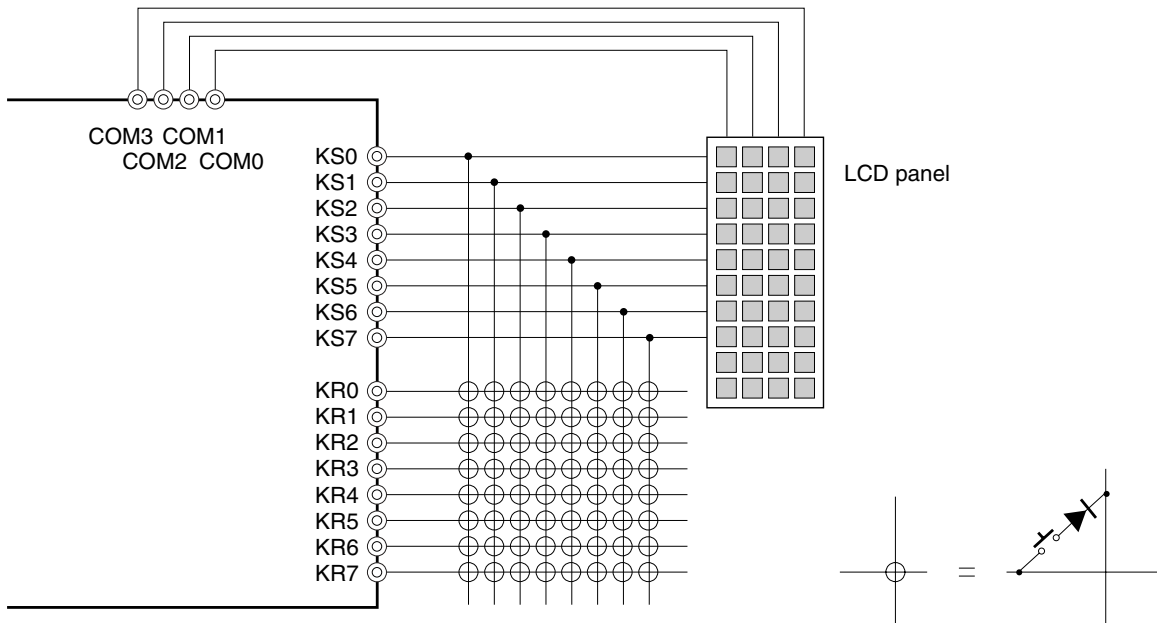 COM3 COM1
COM2 COM0
KS0
LCD panel
KS1
KS2
KS3
KS4
KS5
KS6
KS7
KR0
KR1
KR2
KR3
KR4
KR5
KR6
KR7
=